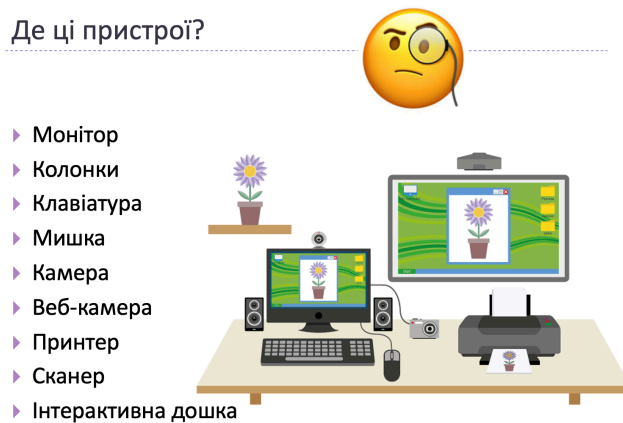 Де ці пристрої?
Монітор
Колонки
Клавіатура
Мишка
Камера
Веб-камера
Принтер
Сканер
Інтерактивна дошка